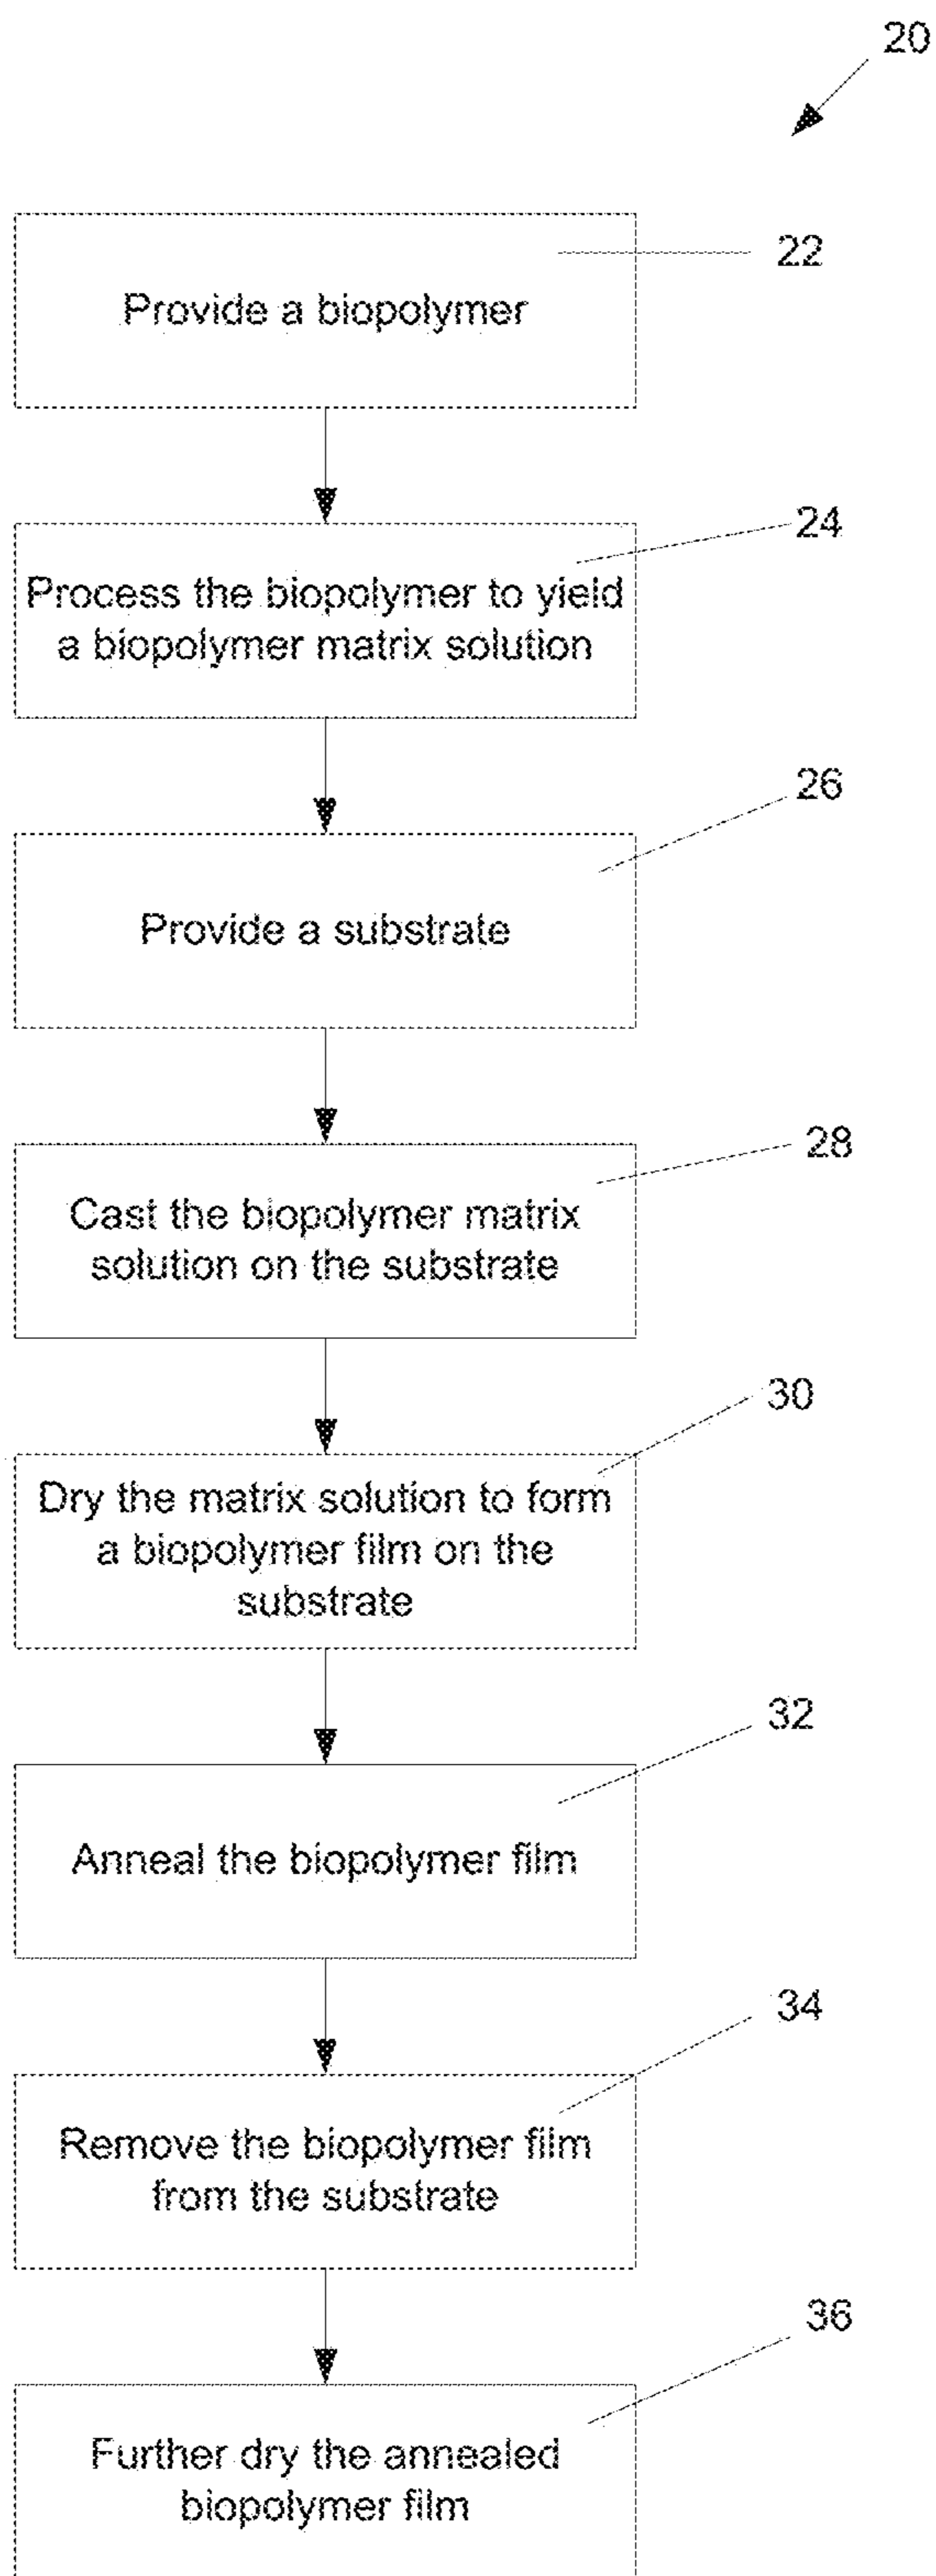 20
22
Provide a biopolymer
24
Process the biopolymer to yield
a biopolymer matrix solution
26
Provide a substrate
28
Cast the biopolymer matrix
solution on the substrate
30
Dry the matrix solution to form
a biopolymer film on the
substrate
32
Anneal the biopolymer film
34
Remove the biopolymer film
from the substrate
36
Further dry the annealed
biopolymer film